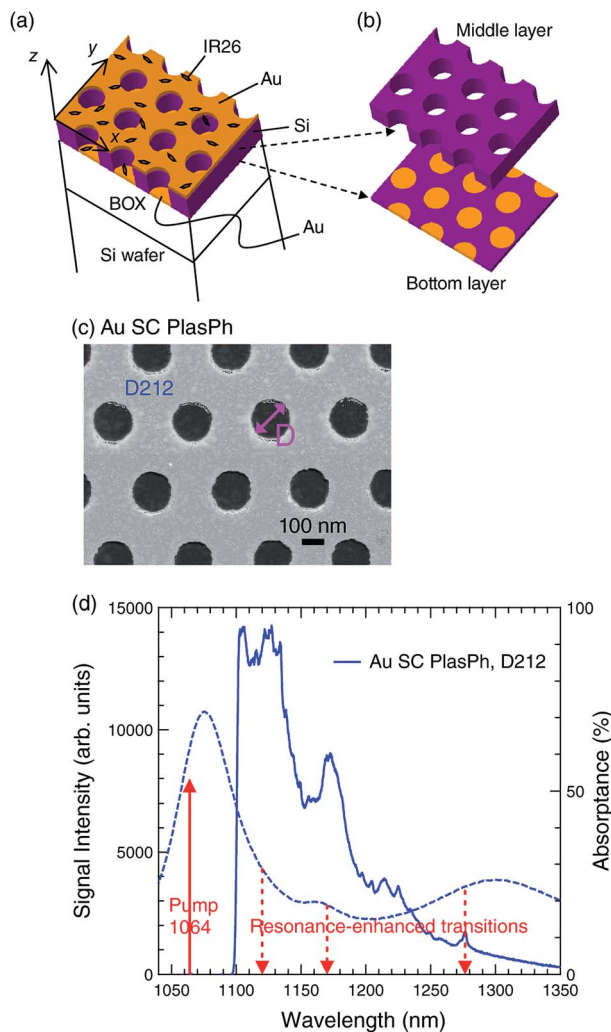 (a)
(b)
z
y
x
IR26
Au
Si
BOX
Au
Si wafer
Middle layer
Bottom layer
(c) Au SC PlasPh
D212
D
100 nm
(d)
15000
10000
5000
0
Signal Intensity (arb. units)
100
50
0
Absorptance (%)
Au SC PlasPh, D212
Pump
1064
Resonance-enhanced transitions
1050 1100 1150 1200 1250 1300 1350
Wavelength (nm)